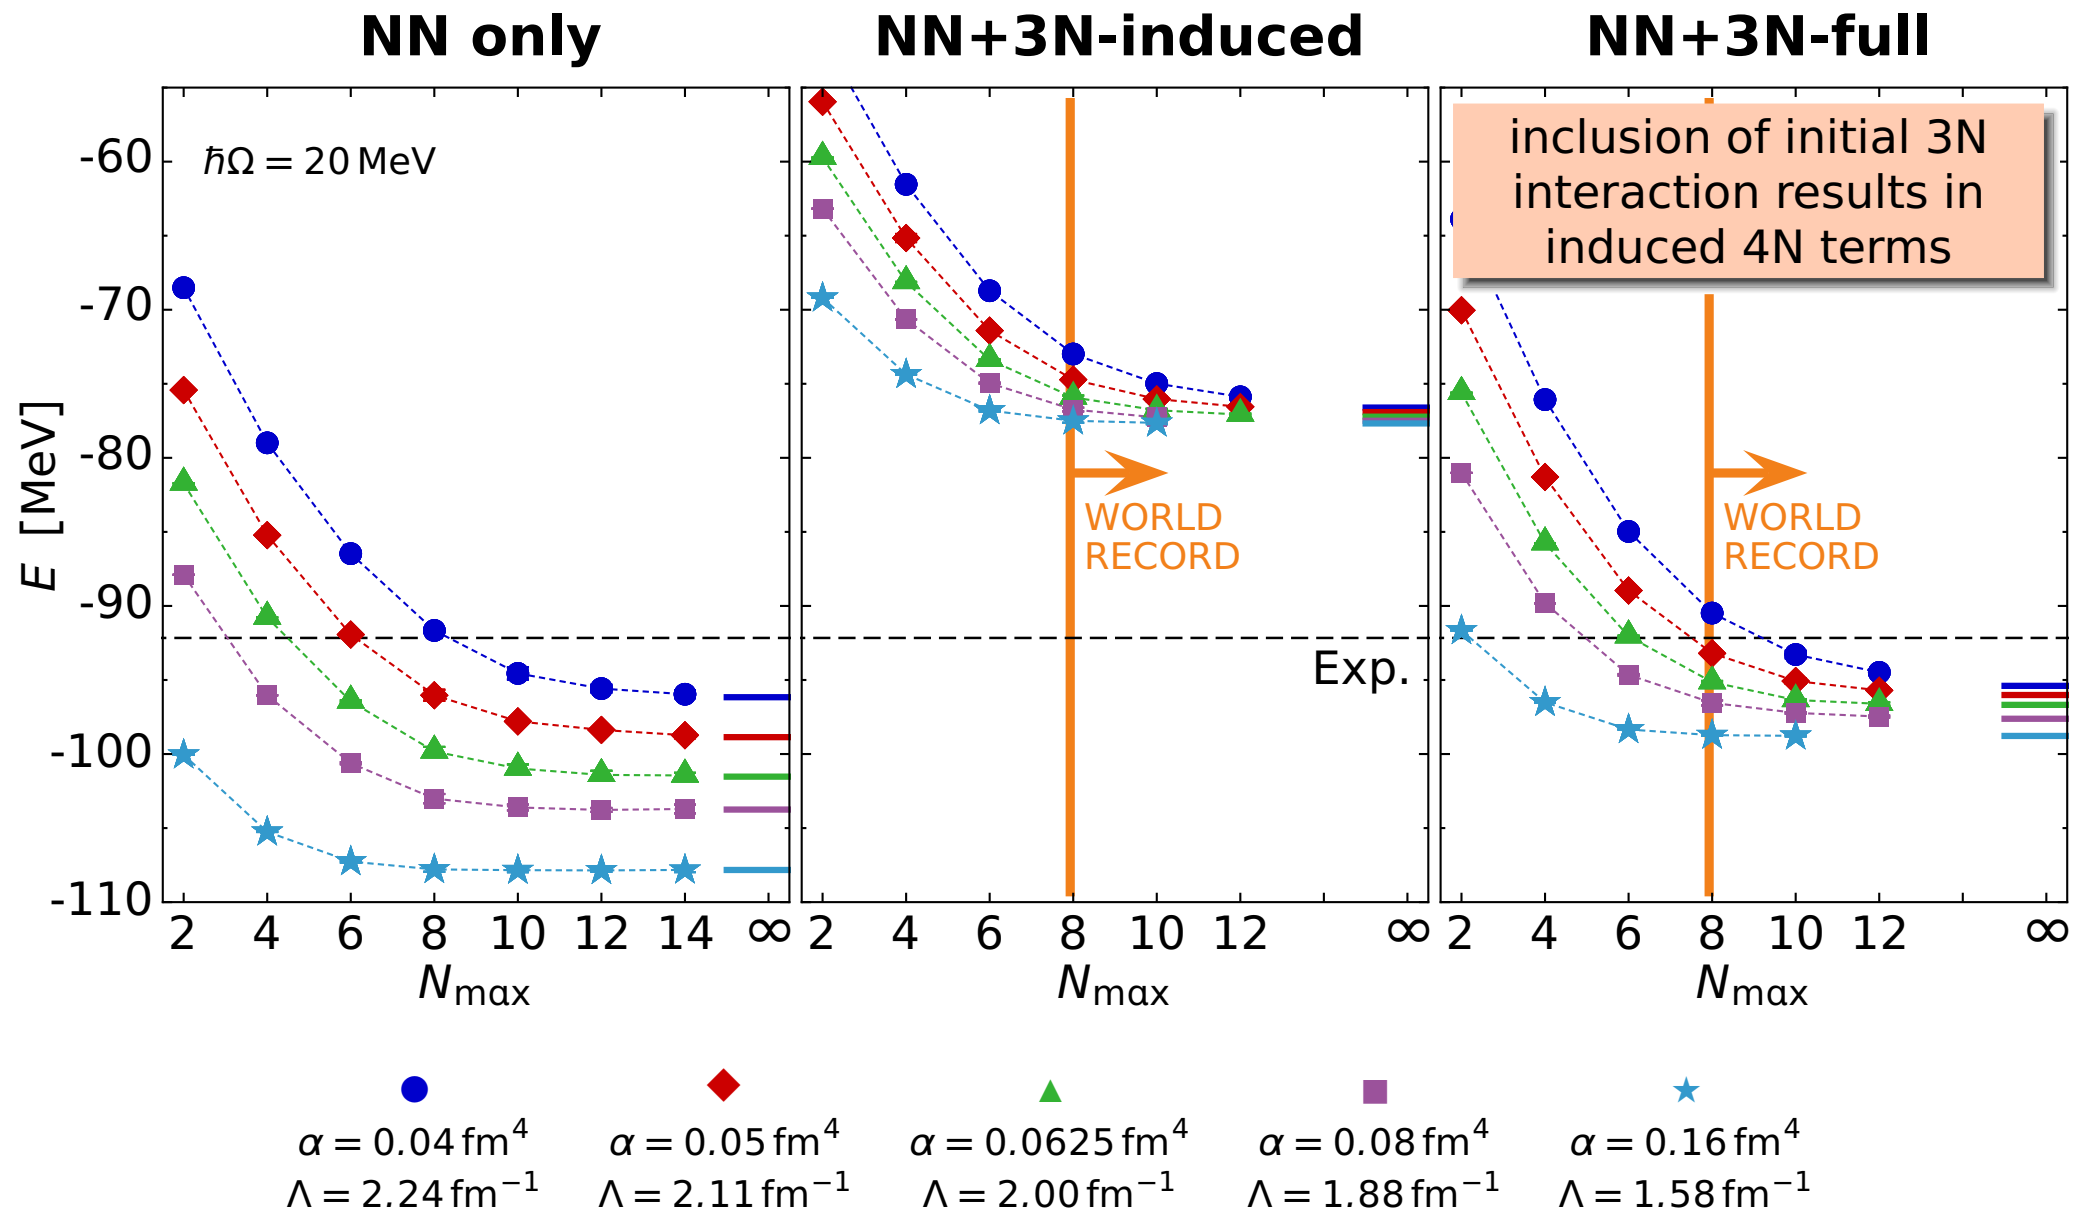 NN only
NN+3N-induced
NN+3N-full
ℏΩ = 20 MeV
inclusion of initial 3N
interaction results in
induced 4N terms
-60
-70
-80
-90
-100
-110
E [MeV]
WORLD
RECORD
WORLD
RECORD
Exp.
2 4 6 8 10 12 14 ∞
2 4 6 8 10 12 ∞
2 4 6 8 10 12 ∞
Nmax
Nmax
Nmax
α = 0.04 fm⁴
Λ = 2.24 fm⁻¹
α = 0.05 fm⁴
Λ = 2.11 fm⁻¹
α = 0.0625 fm⁴
Λ = 2.00 fm⁻¹
α = 0.08 fm⁴
Λ = 1.88 fm⁻¹
α = 0.16 fm⁴
Λ = 1.58 fm⁻¹